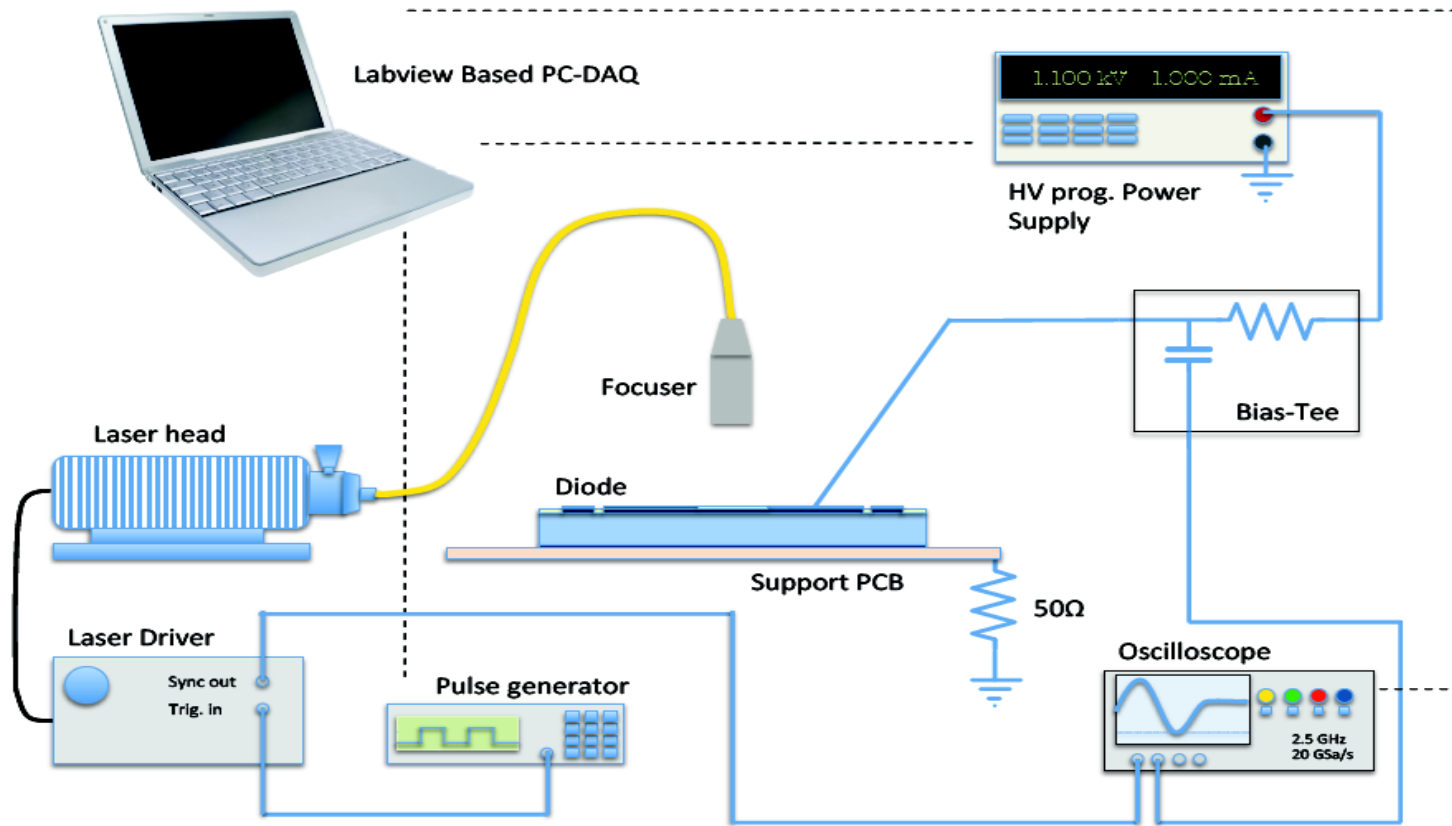 Labview Based PC-DAQ
1.100 kV 1.000 mA
HV prog. Power
Supply
Focuser
Bias-Tee
Laser head
Diode
Support PCB
50Ω
Laser Driver
Sync out
Trig. in
Pulse generator
Oscilloscope
2.5 GHz
20 GSa/s